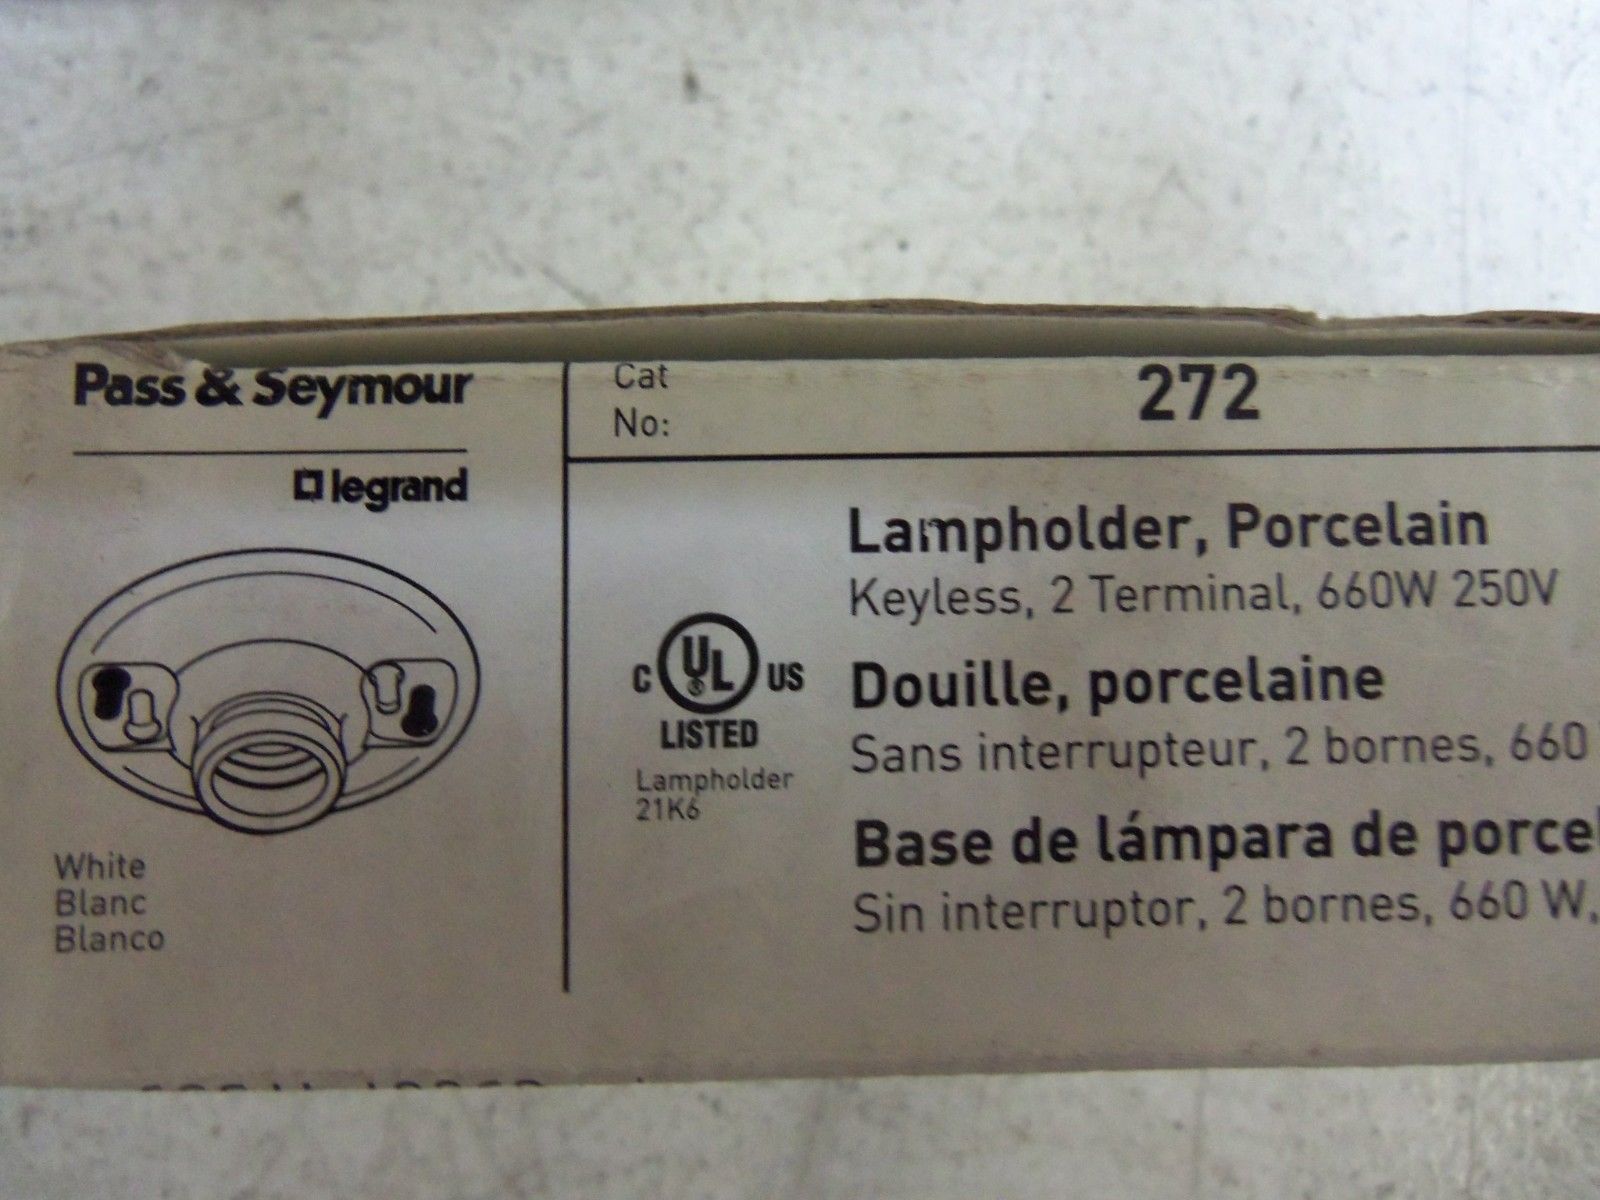 Pass & Seymour
legrand
Cat
No:
272
Lampholder, Porcelain
Keyless, 2 Terminal, 660W 250V
C UL US
®
LISTED
Lampholder
21K6
Douille, porcelaine
Sans interrupteur, 2 bornes, 660
Base de lámpara de porcel
Sin interruptor, 2 bornes, 660 W,
White
Blanc
Blanco